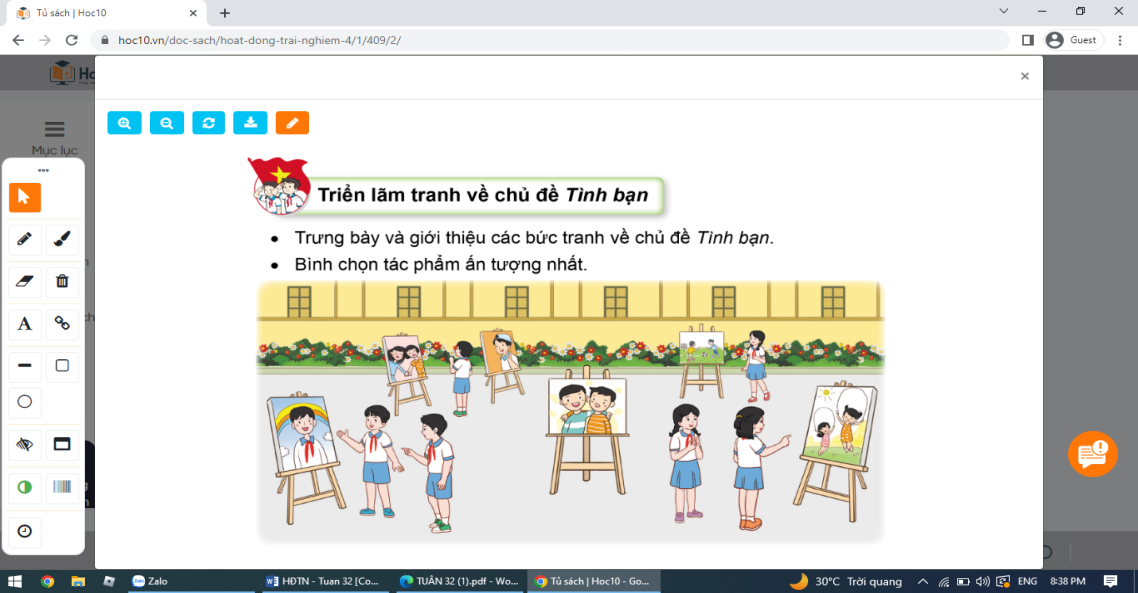 Tủ sách | Hoc10
hoc10.vn/doc-sach/hoat-dong-trai-nghiem-4/1/409/2/
Guest
Mục lục
Triển lãm tranh về chủ đề Tình bạn
• Trưng bày và giới thiệu các bức tranh về chủ đề Tình bạn.
• Bình chọn tác phẩm ấn tượng nhất.
A
Zalo
HĐTN - Tuan 32 [Co...
TUẦN 32 (1).pdf - Wo...
Tủ sách | Hoc10 - Go...
30°C Trời quang
ENG
8:38 PM